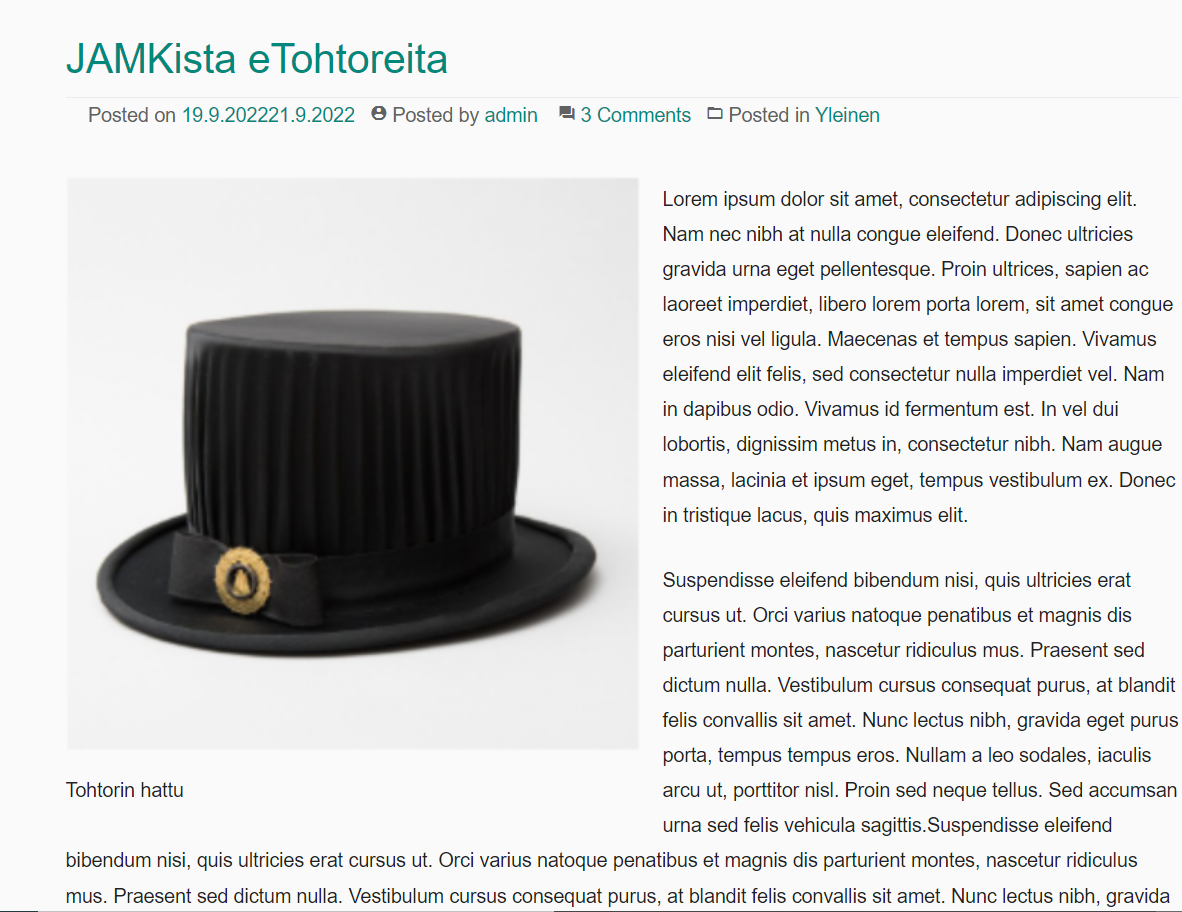 JAMKista eTohtoreita
Posted on 19.9.202221.9.2022 Posted by admin 3 Comments Posted in Yleinen
Lorem ipsum dolor sit amet, consectetur adipiscing elit.
Nam nec nibh at nulla congue eleifend. Donec ultricies
gravida urna eget pellentesque. Proin ultrices, sapien ac
laoreet imperdiet, libero lorem porta lorem, sit amet congue
eros nisi vel ligula. Maecenas et tempus sapien. Vivamus
eleifend elit felis, sed consectetur nulla imperdiet vel. Nam
in dapibus odio. Vivamus id fermentum est. In vel dui
lobortis, dignissim metus in, consectetur nibh. Nam augue
massa, lacinia et ipsum eget, tempus vestibulum ex. Donec
in tristique lacus, quis maximus elit.
Suspendisse eleifend bibendum nisi, quis ultricies erat
cursus ut. Orci varius natoque penatibus et magnis dis
parturient montes, nascetur ridiculus mus. Praesent sed
dictum nulla. Vestibulum cursus consequat purus, at blandit
felis convallis sit amet. Nunc lectus nibh, gravida eget purus
porta, tempus tempus eros. Nullam a leo sodales, iaculis
Tohtorin hattu
arcu ut, porttitor nisl. Proin sed neque tellus. Sed accumsan
urna sed felis vehicula sagittis.Suspendisse eleifend
bibendum nisi, quis ultricies erat cursus ut. Orci varius natoque penatibus et magnis dis parturient montes, nascetur ridiculus
mus. Praesent sed dictum nulla. Vestibulum cursus consequat purus, at blandit felis convallis sit amet. Nunc lectus nibh, gravida